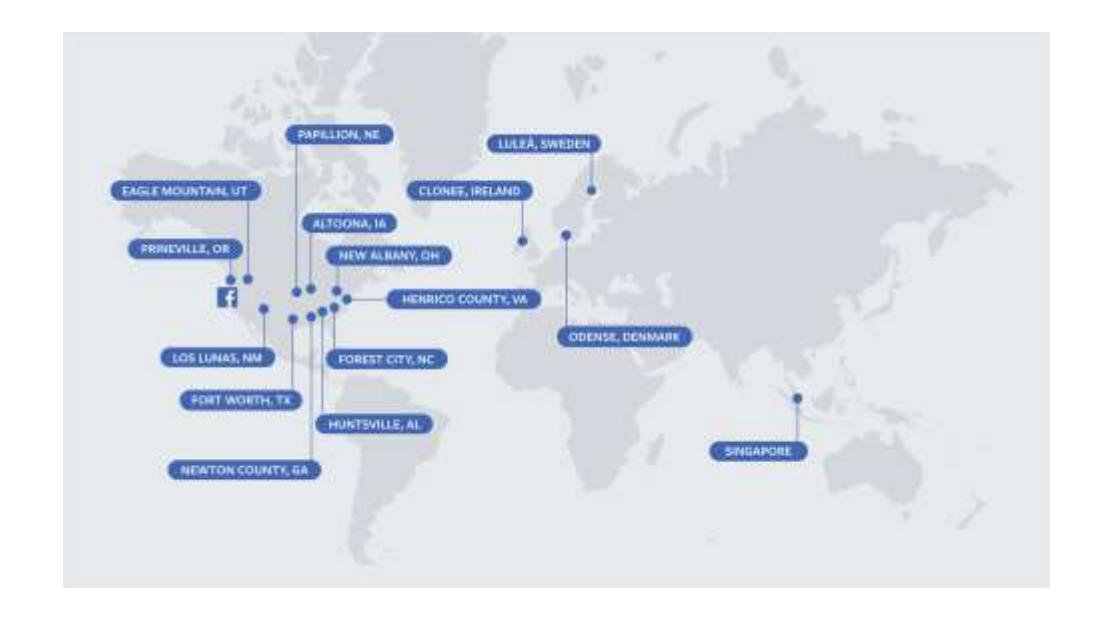 PAPILLION, NE
LULEÅ, SWEDEN
EAGLE MOUNTAIN, UT
CLONEE, IRELAND
ALTOONA, IA
PRINEVILLE, OR
NEW ALBANY, OH
HENRICO COUNTY, VA
ODENSE, DENMARK
LOS LUNAS, NM
FOREST CITY, NC
FORT WORTH, TX
HUNTSVILLE, AL
SINGAPORE
NEWTON COUNTY, GA